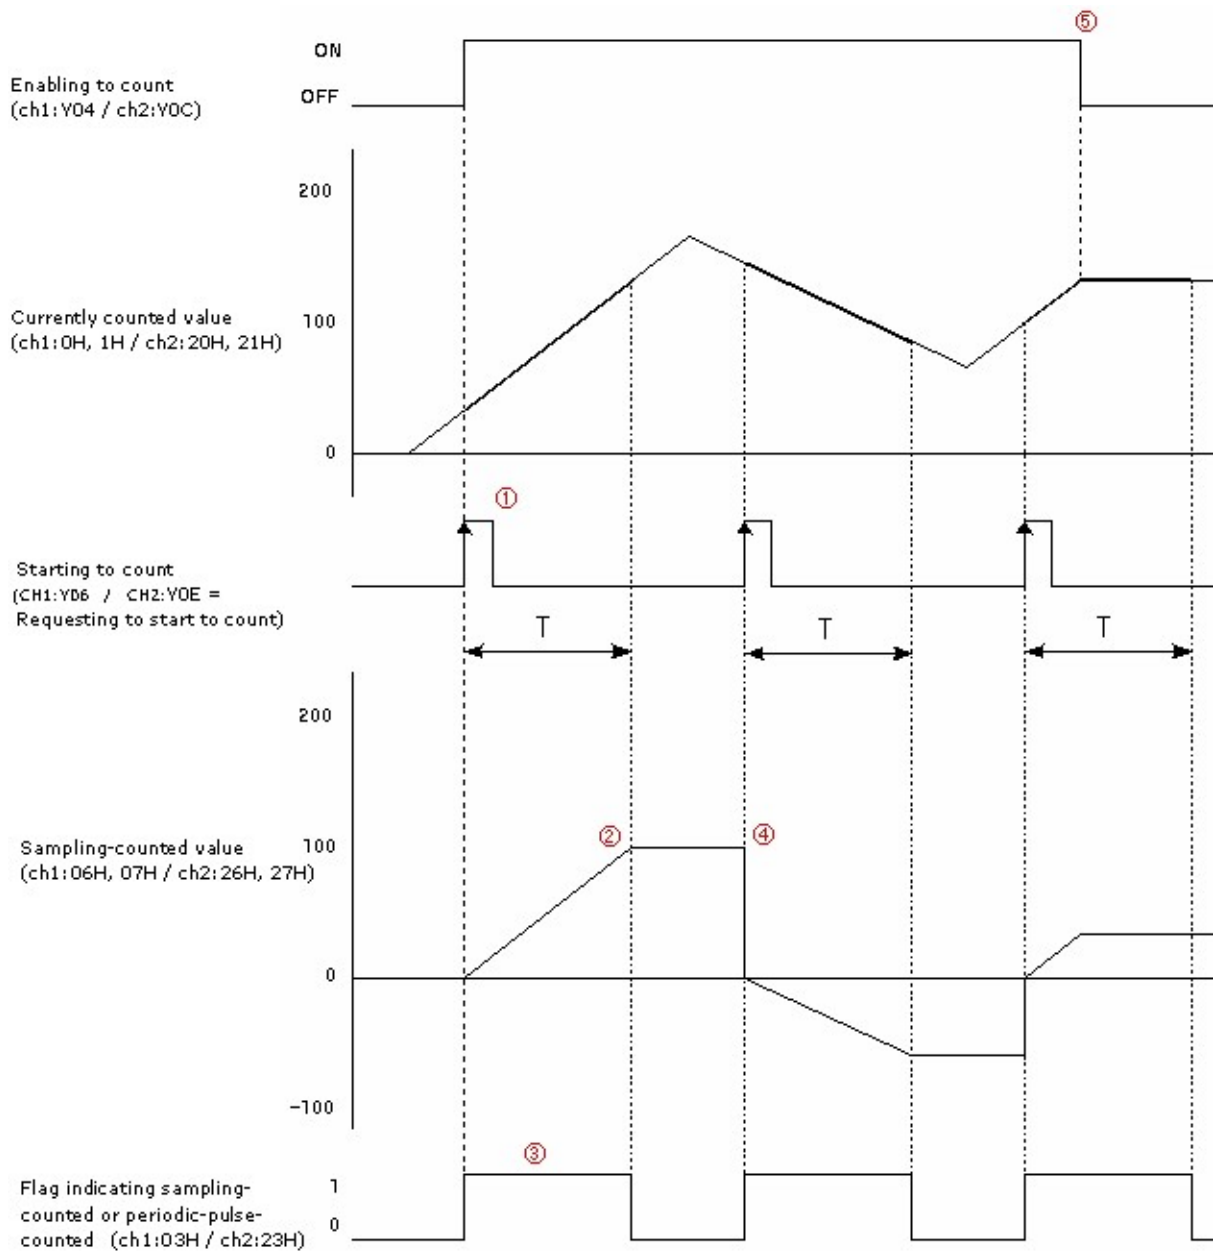 ⑤
ON
OFF
Enabling to count
(ch1:Y04 / ch2:Y0C)
200
100
0
Currently counted value
(ch1:0H, 1H / ch2:20H, 21H)
①
Starting to count
(CH1:YD6 / CH2:Y0E =
Requesting to start to count)
T
T
T
200
100
0
-100
Sampling-counted value
(ch1:06H, 07H / ch2:26H, 27H)
②
④
③
Flag indicating sampling-
counted or periodic-pulse-
counted (ch1:03H / ch2:23H)
1
0